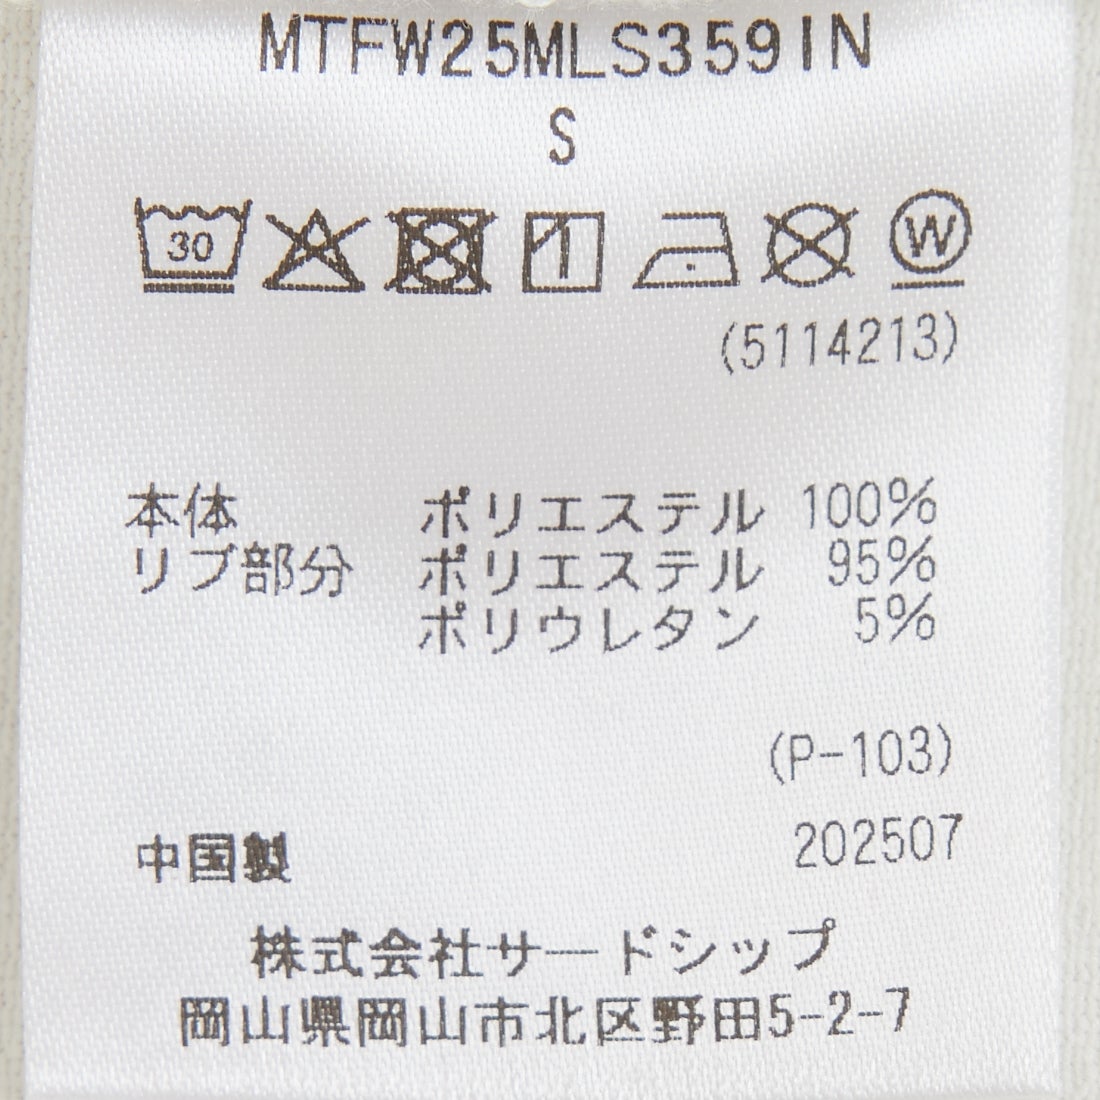 MTFW25MLS359IN
S
30 W
(5114213)
本体 ポリエステル 100%
リブ部分 ポリエステル 95%
ポリウレタン 5%
(P-103)
中国製 202507
株式会社サードシップ
岡山県岡山市北区野田5-2-7